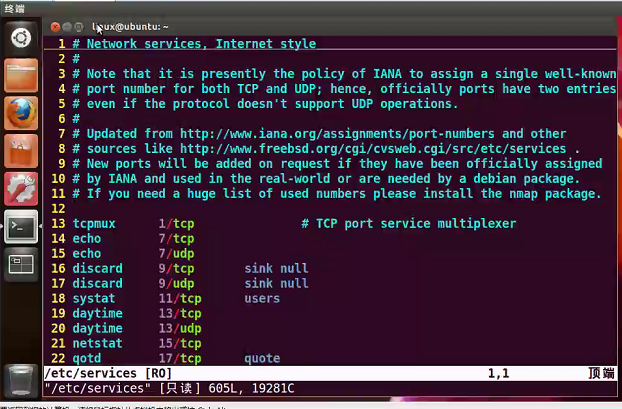 终端
linux@ubuntu: ~
1 # Network services, Internet style
2 #
3 # Note that it is presently the policy of IANA to assign a single well-known
4 # port number for both TCP and UDP; hence, officially ports have two entries
5 # even if the protocol doesn't support UDP operations.
6 #
7 # Updated from http://www.iana.org/assignments/port-numbers and other
8 # sources like http://www.freebsd.org/cgi/cvsweb.cgi/src/etc/services .
9 # New ports will be added on request if they have been officially assigned
10 # by IANA and used in the real-world or are needed by a debian package.
11 # If you need a huge list of used numbers please install the nmap package.
12
13 tcpmux 1/tcp # TCP port service multiplexer
14 echo 7/tcp
15 echo 7/udp
16 discard 9/tcp sink null
17 discard 9/udp sink null
18 systat 11/tcp users
19 daytime 13/tcp
20 daytime 13/udp
21 netstat 15/tcp
22 qotd 17/tcp quote
/etc/services [RO] 1,1 顶端
"/etc/services" [只读] 605L, 19281C